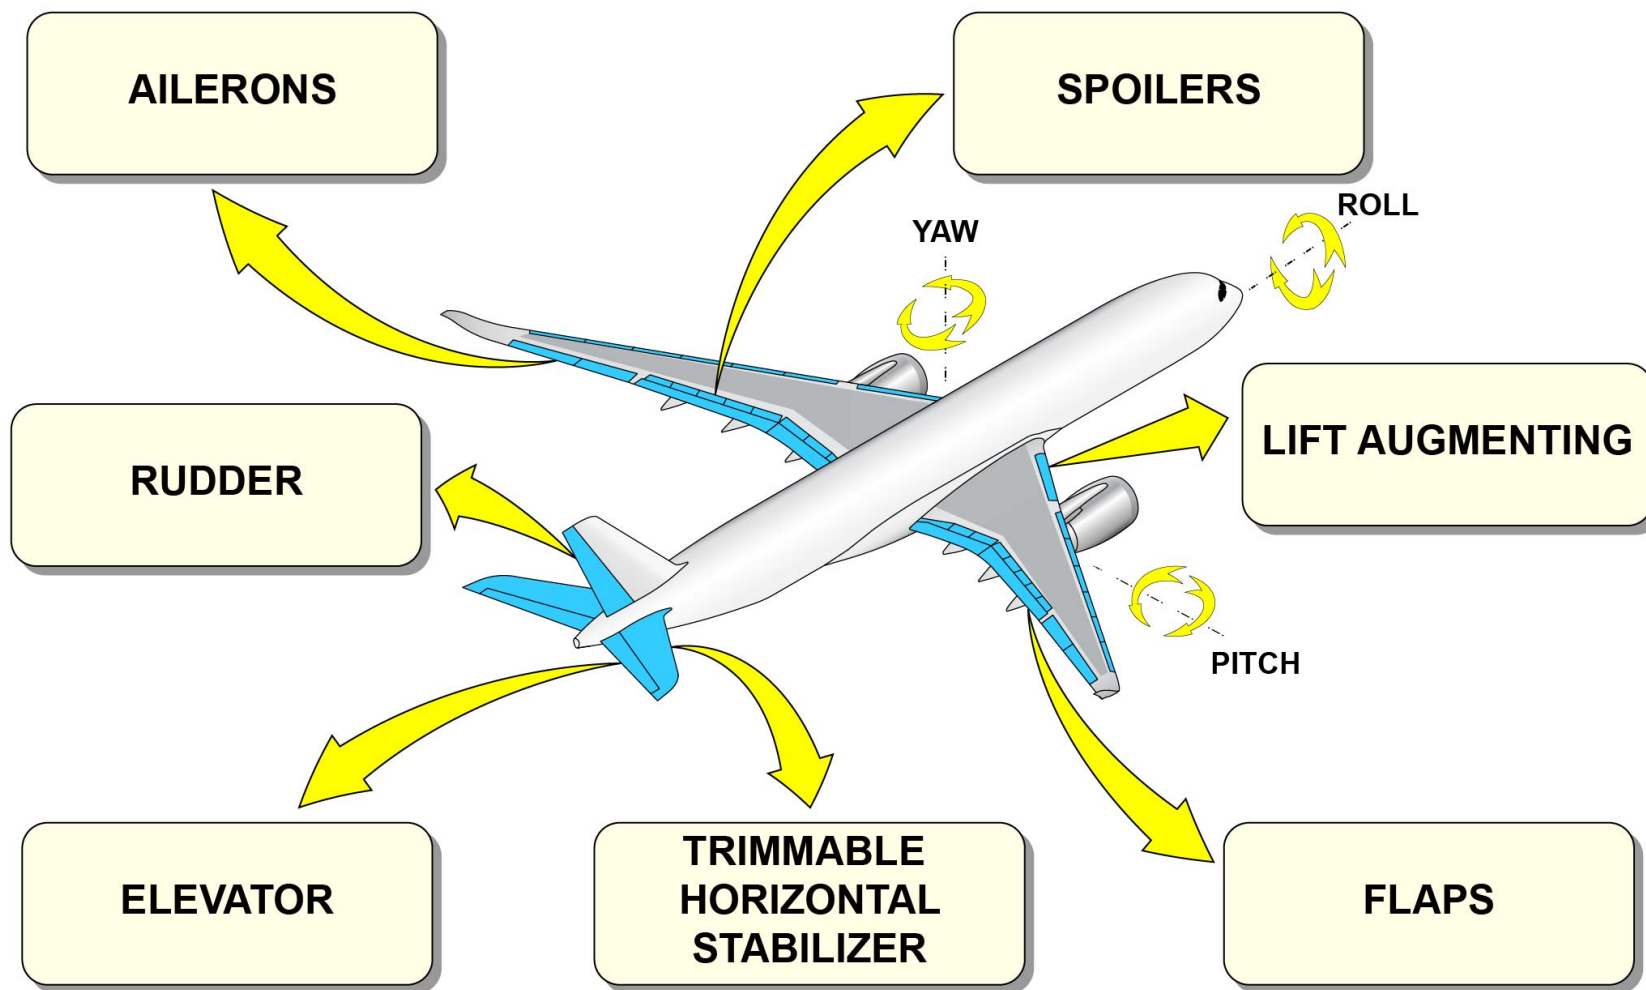 AILERONS
SPOILERS
ROLL
YAW
LIFT AUGMENTING
RUDDER
PITCH
ELEVATOR
TRIMMABLE
HORIZONTAL
STABILIZER
FLAPS